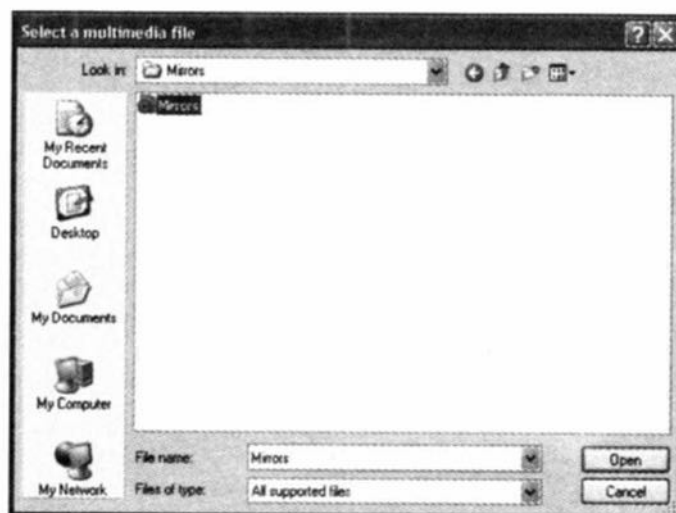 Select a multimedia file
Look in: Mirrors
Mirrors
My Recent
Documents
Desktop
My Documents
My Computer
My Network
File name: Mirrors Open
Files of type: All supported files Cancel